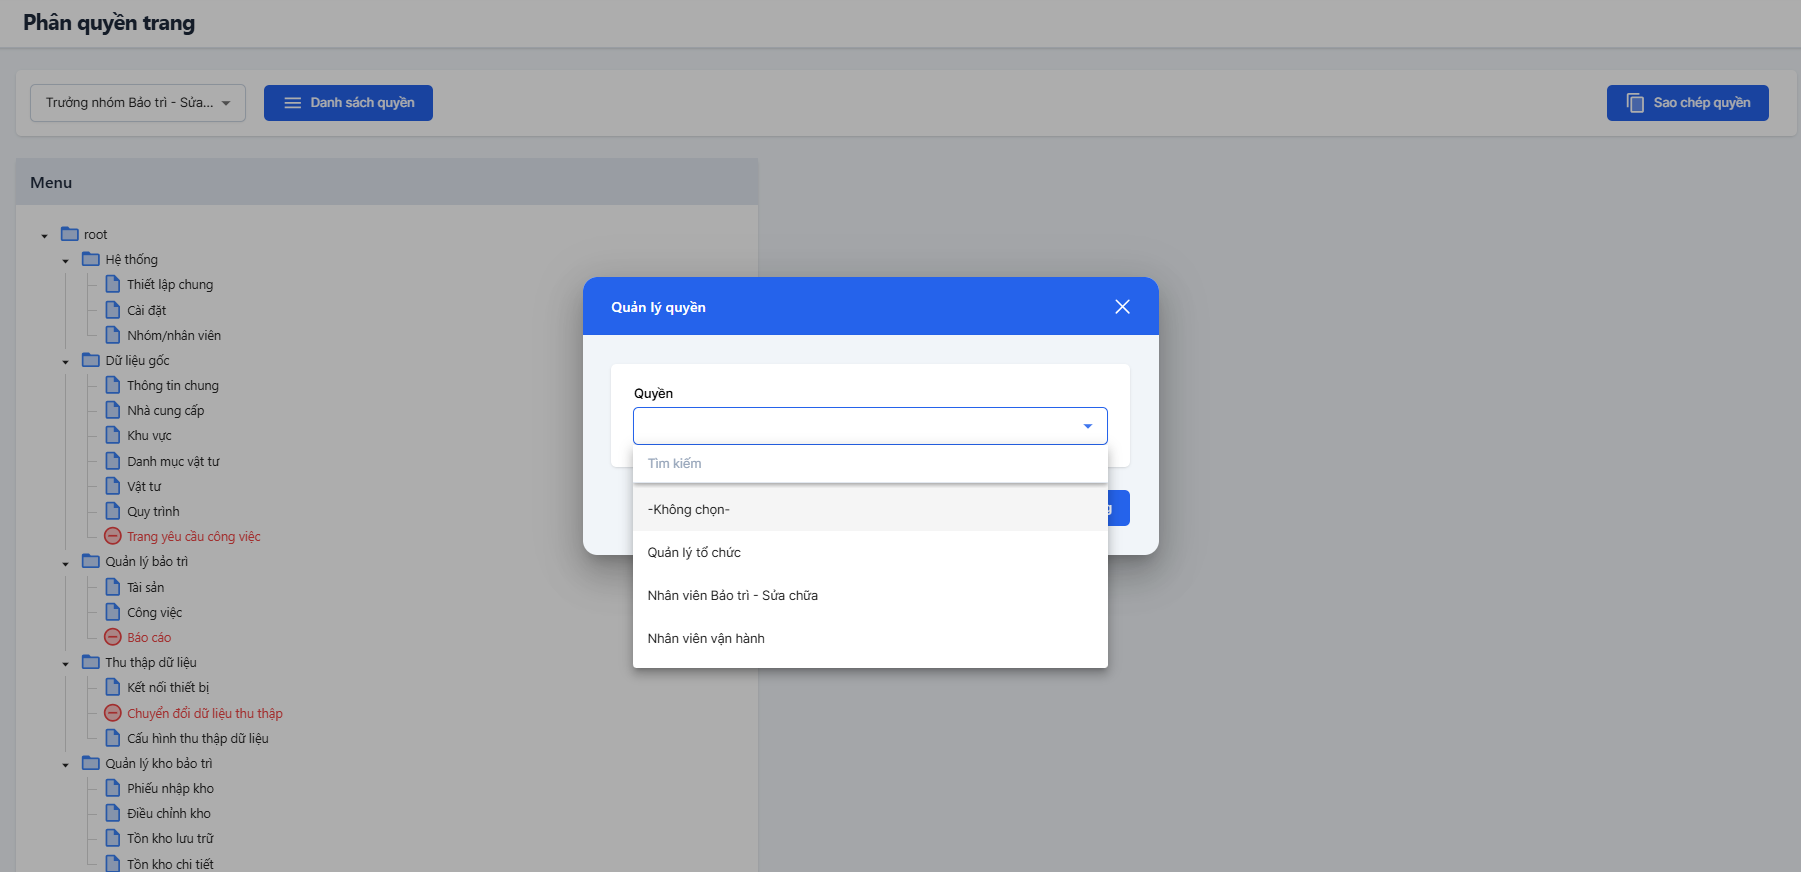 Phân quyền trang
Trưởng nhóm Bảo trì - Sửa...
Danh sách quyền
Sao chép quyền
Menu
root
Hệ thống
Thiết lập chung
Cài đặt
Nhóm/nhân viên
Dữ liệu gốc
Thông tin chung
Nhà cung cấp
Khu vực
Danh mục vật tư
Vật tư
Quy trình
Trang yêu cầu công việc
Quản lý bảo trì
Tài sản
Công việc
Báo cáo
Thu thập dữ liệu
Kết nối thiết bị
Chuyển đổi dữ liệu thu thập
Cấu hình thu thập dữ liệu
Quản lý kho bảo trì
Phiếu nhập kho
Điều chỉnh kho
Tồn kho lưu trữ
Tồn kho chi tiết
Quản lý quyền
Quyền
Tìm kiếm
-Không chọn-
Quản lý tổ chức
Nhân viên Bảo trì - Sửa chữa
Nhân viên vận hành